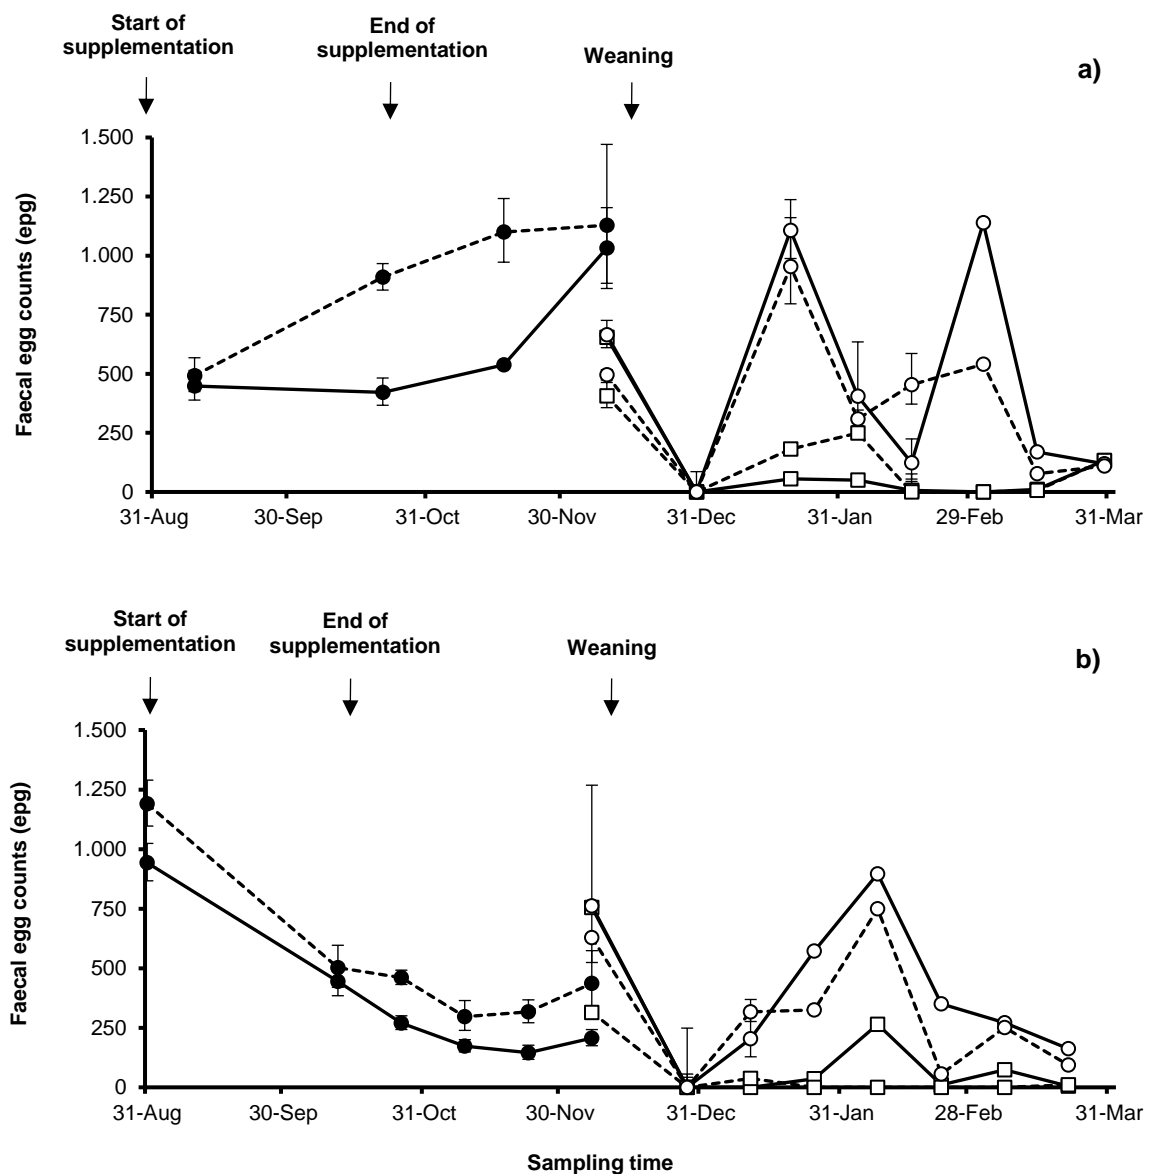 Start of
supplementation
End of
supplementation
Weaning
a)
Faecal egg counts (epg)
1.500
1.250
1.000
750
500
250
0
31-Aug
30-Sep
31-Oct
30-Nov
31-Dec
31-Jan
29-Feb
31-Mar
Start of
supplementation
End of
supplementation
Weaning
b)
Faecal egg counts (epg)
1.500
1.250
1.000
750
500
250
0
31-Aug
30-Sep
31-Oct
30-Nov
31-Dec
31-Jan
28-Feb
31-Mar
Sampling time